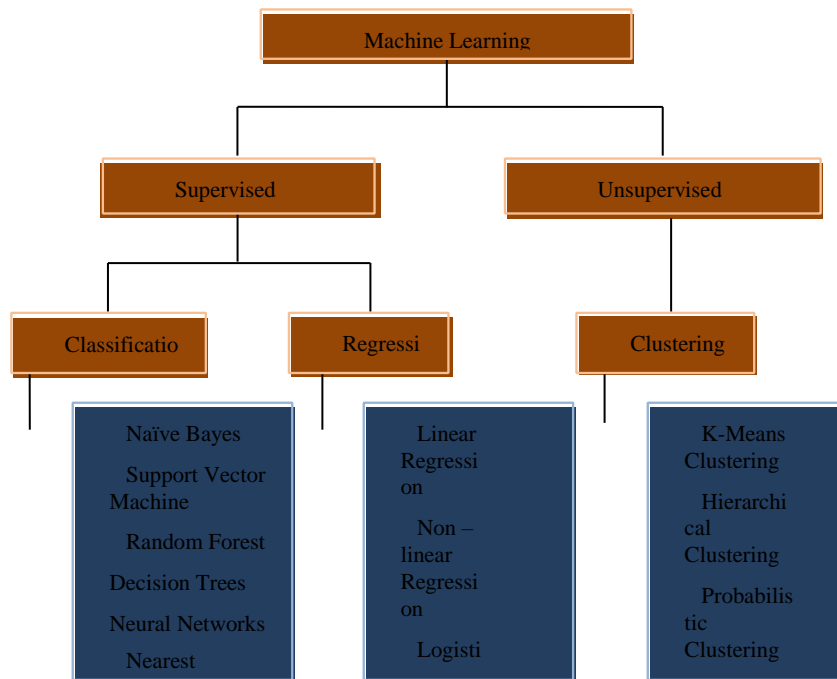 Machine Learning
Supervised
Unsupervised
Classificatio
Regressi
Clustering
Naïve Bayes
Support Vector
Machine
Random Forest
Decision Trees
Neural Networks
Nearest
Linear
Regressi
on
Non –
linear
Regressi
on
Logisti
K-Means
Clustering
Hierarchi
cal
Clustering
Probabilis
tic
Clustering